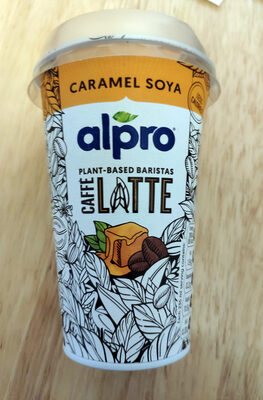 CARAMEL SOYA
alpro
PLANT-BASED BARISTAS
CAFFÈ
LATTE